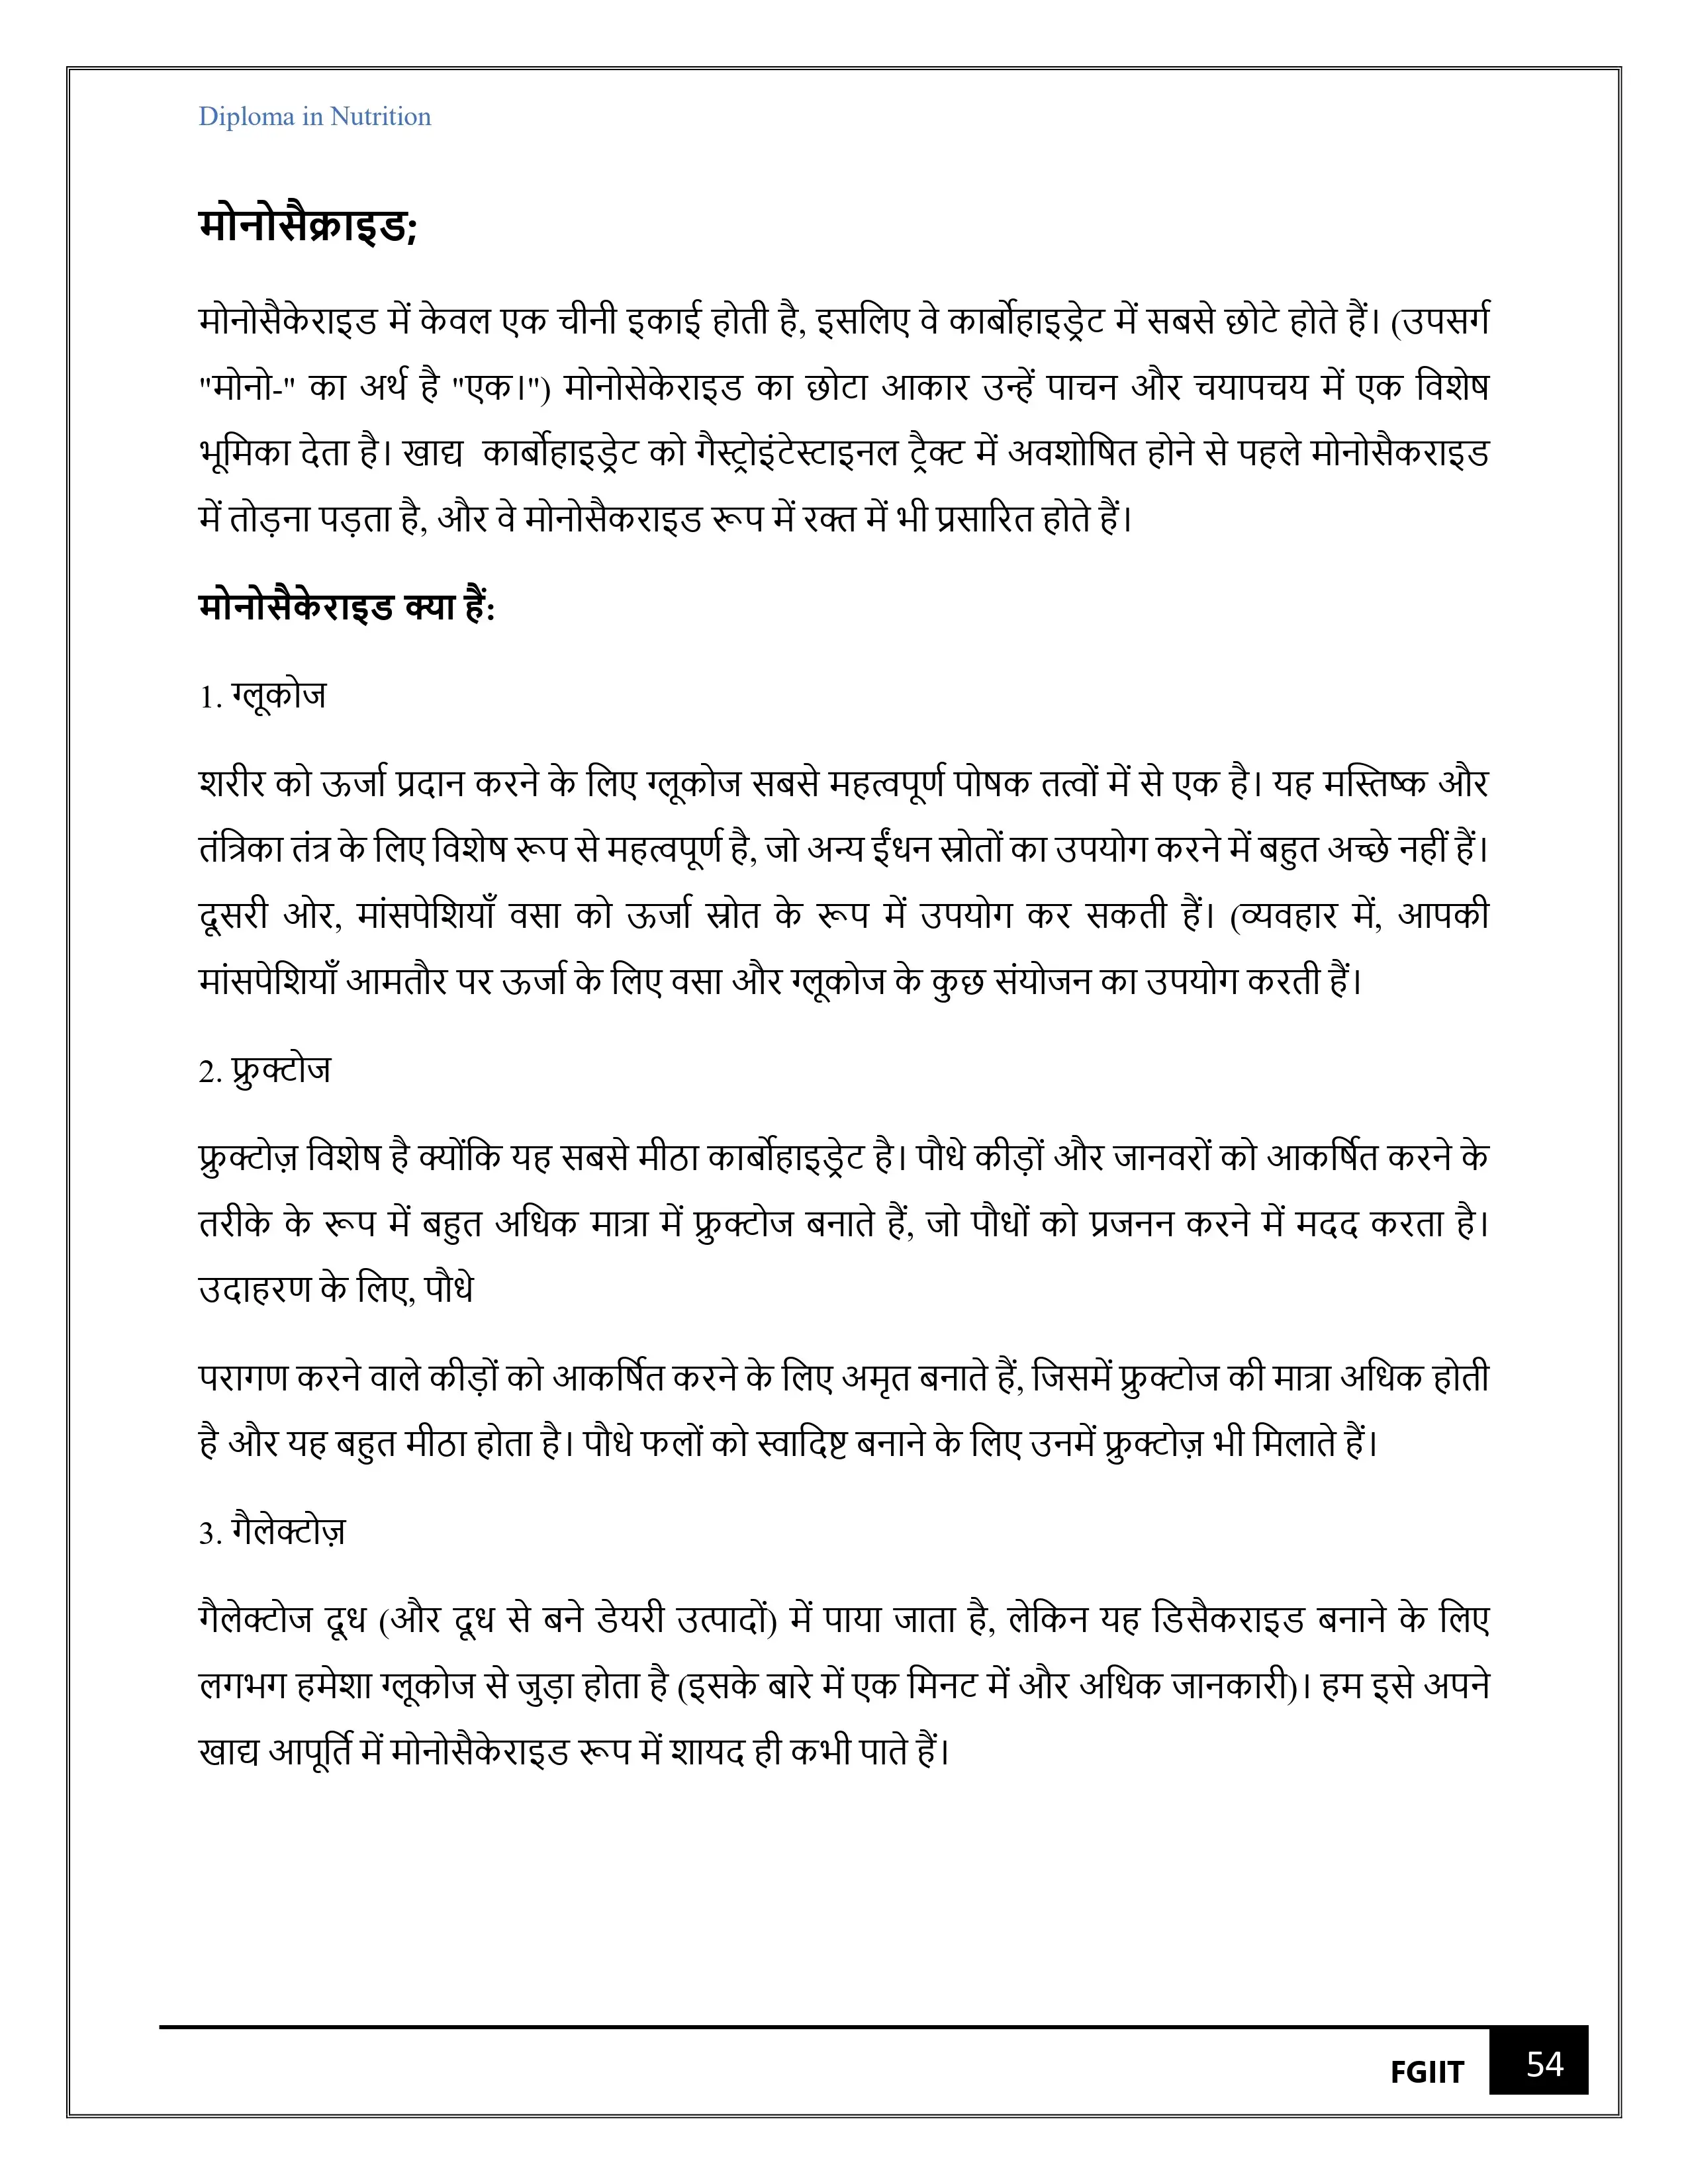 Diploma in Nutrition
मोनोसैक्राइड;
मोनोसैकेराइड में केवल एक चीनी इकाई होती है, इसलिए वे कार्बोहाइड्रेट में सबसे छोटे होते हैं। (उपसर्ग
"मोनो-" का अर्थ है "एक।") मोनोसेकेराइड का छोटा आकार उन्हें पाचन और चयापचय में एक विशेष
भूमिका देता है। खाद्य कार्बोहाइड्रेट को गैस्ट्रोइंटेस्टाइनल ट्रैक्ट में अवशोषित होने से पहले मोनोसैकराइड
में तोड़ना पड़ता है, और वे मोनोसैकराइड रूप में रक्त में भी प्रसारित होते हैं।
मोनोसैकेराइड क्या हैं:
1. ग्लूकोज
शरीर को ऊर्जा प्रदान करने के लिए ग्लूकोज सबसे महत्वपूर्ण पोषक तत्वों में से एक है। यह मस्तिष्क और
तंत्रिका तंत्र के लिए विशेष रूप से महत्वपूर्ण है, जो अन्य ईंधन स्रोतों का उपयोग करने में बहुत अच्छे नहीं हैं।
दूसरी ओर, मांसपेशियाँ वसा को ऊर्जा स्रोत के रूप में उपयोग कर सकती हैं। (व्यवहार में, आपकी
मांसपेशियाँ आमतौर पर ऊर्जा के लिए वसा और ग्लूकोज के कुछ संयोजन का उपयोग करती हैं।
2. फ्रुक्टोज
फ्रुक्टोज़ विशेष है क्योंकि यह सबसे मीठा कार्बोहाइड्रेट है। पौधे कीड़ों और जानवरों को आकर्षित करने के
तरीके के रूप में बहुत अधिक मात्रा में फ्रुक्टोज बनाते हैं, जो पौधों को प्रजनन करने में मदद करता है।
उदाहरण के लिए, पौधे
परागण करने वाले कीड़ों को आकर्षित करने के लिए अमृत बनाते हैं, जिसमें फ्रुक्टोज की मात्रा अधिक होती
है और यह बहुत मीठा होता है। पौधे फलों को स्वादिष्ट बनाने के लिए उनमें फ्रुक्टोज़ भी मिलाते हैं।
3. गैलेक्टोज़
गैलेक्टोज दूध (और दूध से बने डेयरी उत्पादों) में पाया जाता है, लेकिन यह डिसैकराइड बनाने के लिए
लगभग हमेशा ग्लूकोज से जुड़ा होता है (इसके बारे में एक मिनट में और अधिक जानकारी)। हम इसे अपने
खाद्य आपूर्ति में मोनोसैकेराइड रूप में शायद ही कभी पाते हैं।
FGIIT 54